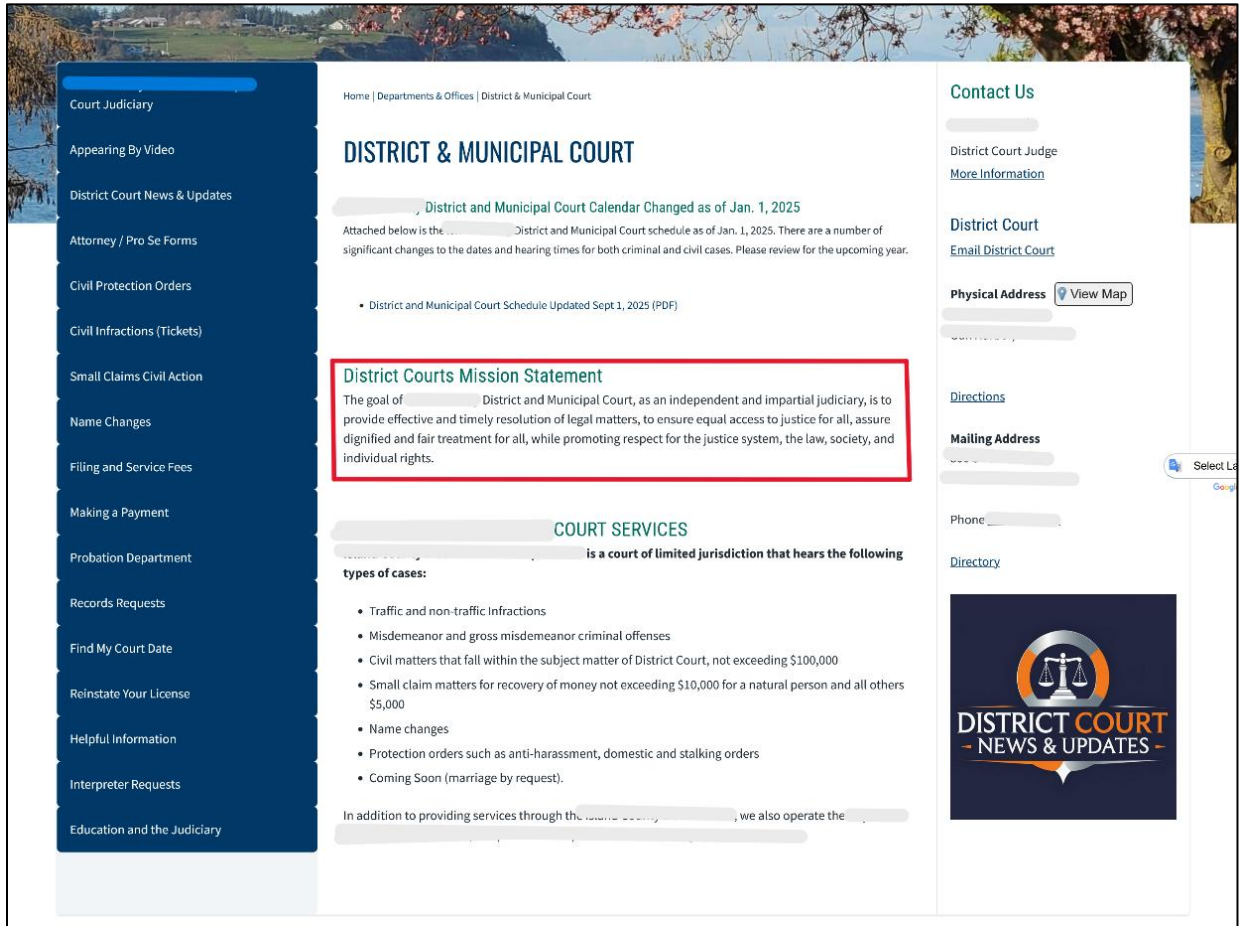 Court Judiciary
Appearing By Video
District Court News & Updates
Attorney / Pro Se Forms
Civil Protection Orders
Civil Infractions (Tickets)
Small Claims Civil Action
Name Changes
Filing and Service Fees
Making a Payment
Probation Department
Records Requests
Find My Court Date
Reinstate Your License
Helpful Information
Interpreter Requests
Education and the Judiciary
Home | Departments & Offices | District & Municipal Court
DISTRICT & MUNICIPAL COURT
District and Municipal Court Calendar Changed as of Jan. 1, 2025
Attached below is the District and Municipal Court schedule as of Jan. 1, 2025. There are a number of
significant changes to the dates and hearing times for both criminal and civil cases. Please review for the upcoming year.
• District and Municipal Court Schedule Updated Sept 1, 2025 (PDF)
District Courts Mission Statement
The goal of District and Municipal Court, as an independent and impartial judiciary, is to
provide effective and timely resolution of legal matters, to ensure equal access to justice for all, assure
dignified and fair treatment for all, while promoting respect for the justice system, the law, society, and
individual rights.
COURT SERVICES
is a court of limited jurisdiction that hears the following
types of cases:
• Traffic and non-traffic Infractions
• Misdemeanor and gross misdemeanor criminal offenses
• Civil matters that fall within the subject matter of District Court, not exceeding $100,000
• Small claim matters for recovery of money not exceeding $10,000 for a natural person and all others
$5,000
• Name changes
• Protection orders such as anti-harassment, domestic and stalking orders
• Coming Soon (marriage by request).
In addition to providing services through the , we also operate the
Contact Us
District Court Judge
More Information
District Court
Email District Court
Physical Address View Map
Directions
Mailing Address
Select La
Googl
Phone
Directory
DISTRICT COURT
- NEWS & UPDATES -